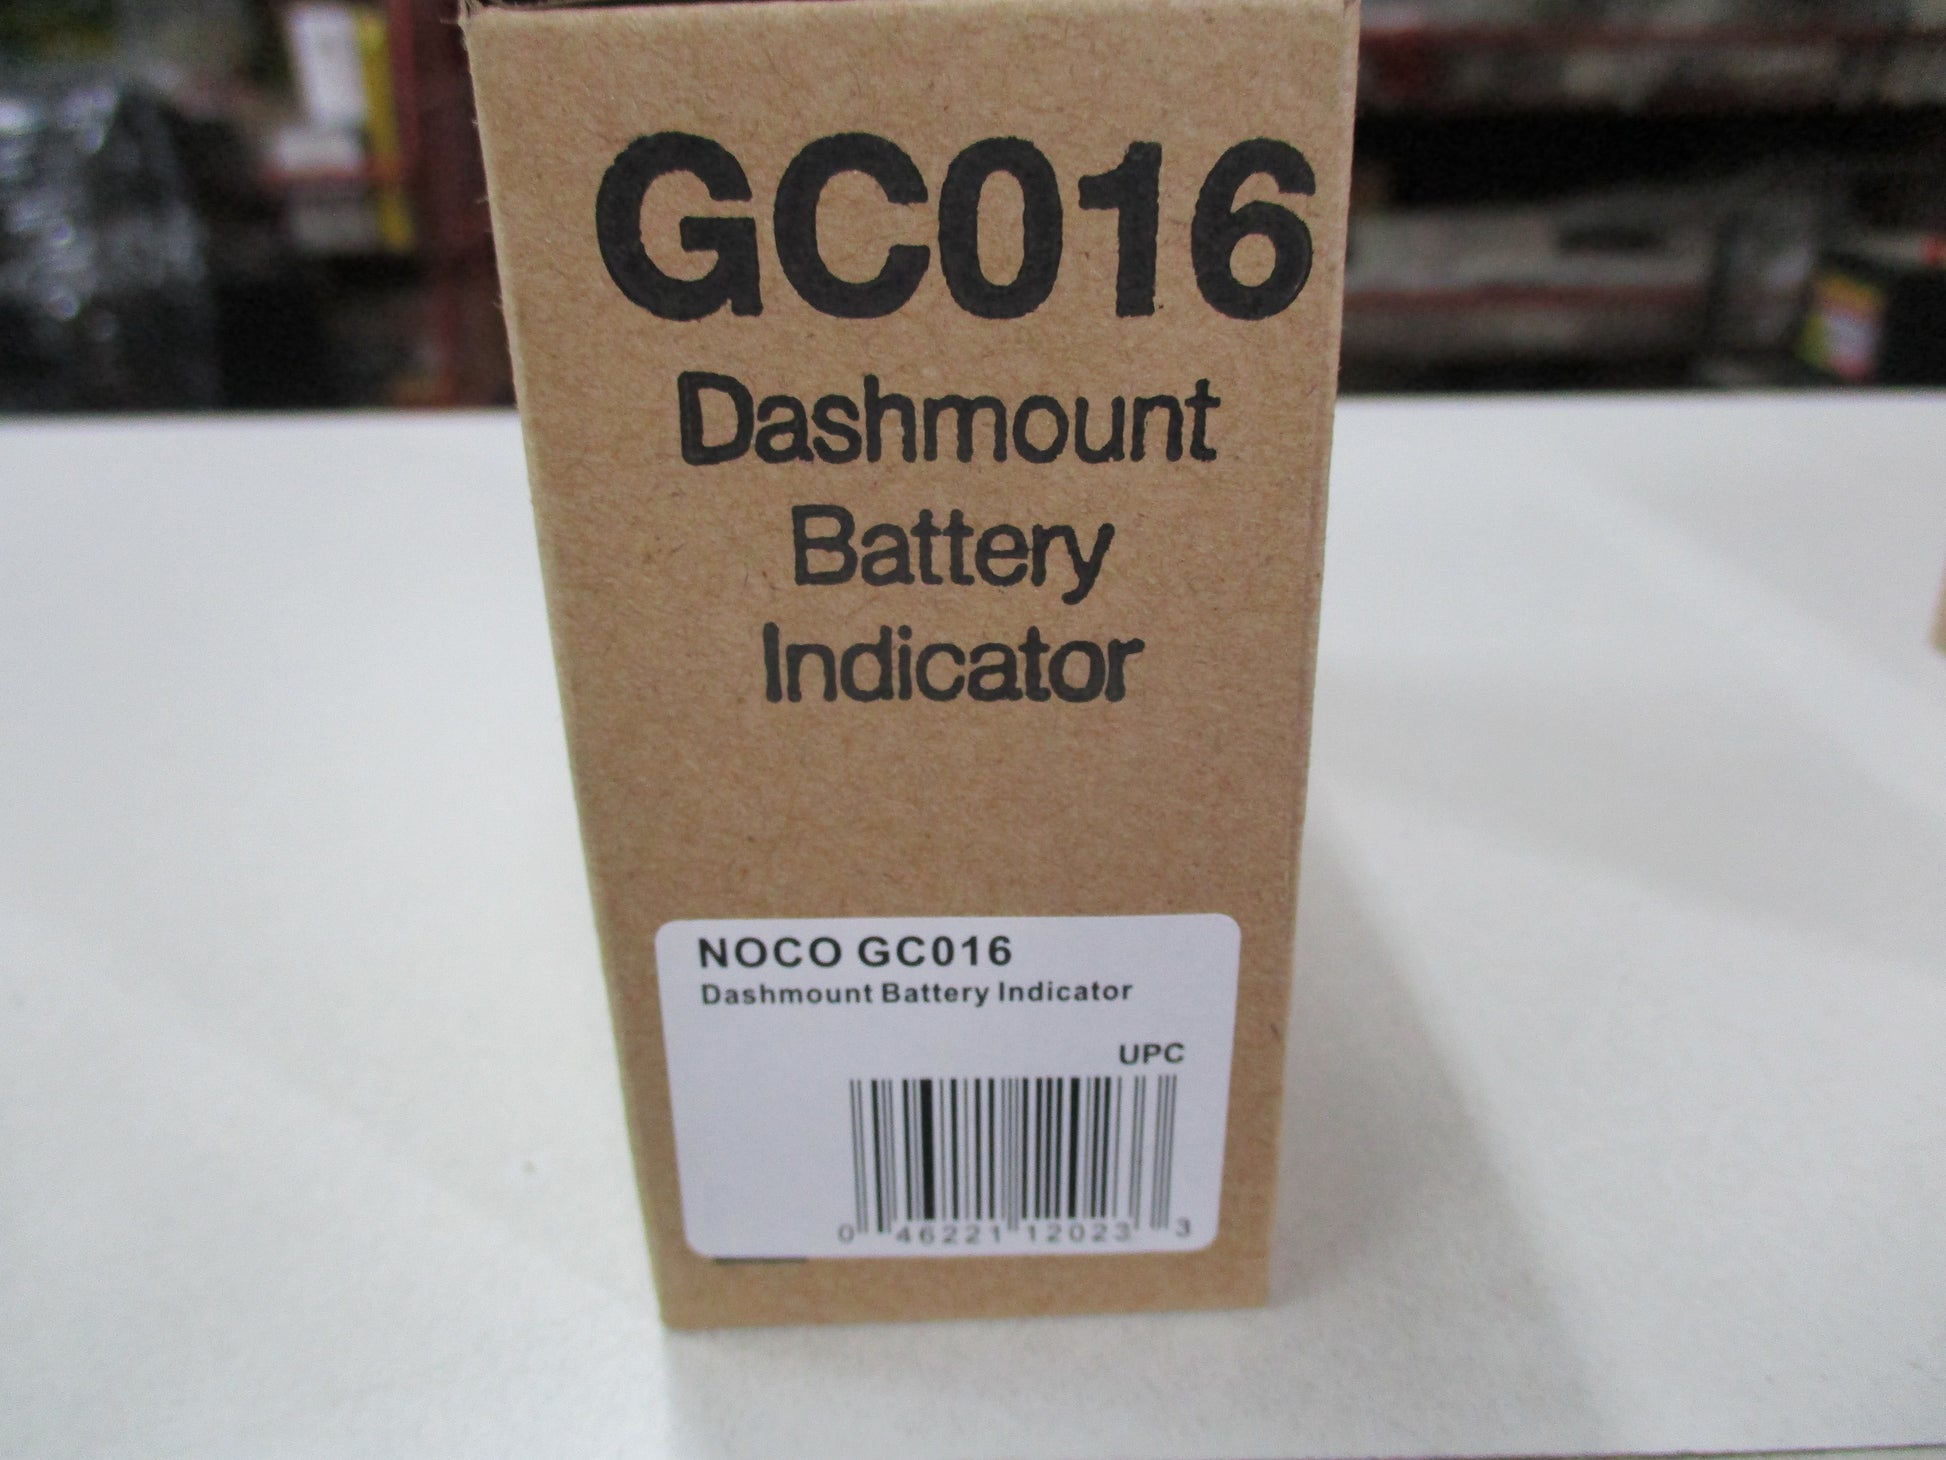 GC016
Dashmount
Battery
Indicator
NOCO GC016
Dashmount Battery Indicator
UPC
0 46221 12023 3